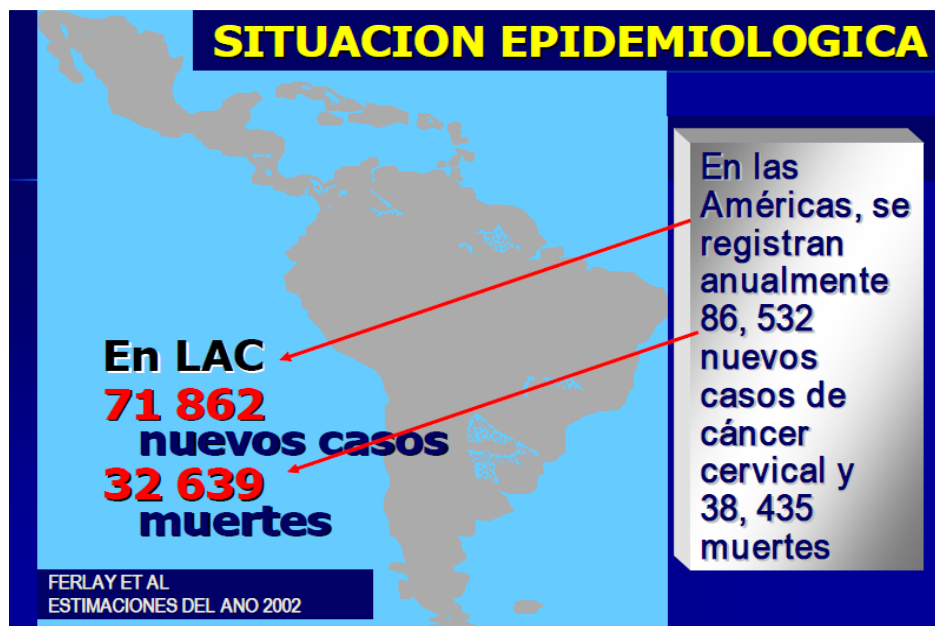 SITUACION EPIDEMIOLOGICA
En las
Américas, se
registran
anualmente
86, 532
nuevos
casos de
cáncer
cervical y
38, 435
muertes
En LAC
71 862
nuevos casos
32 639
muertes
FERLAY ET AL
ESTIMACIONES DEL ANO 2002